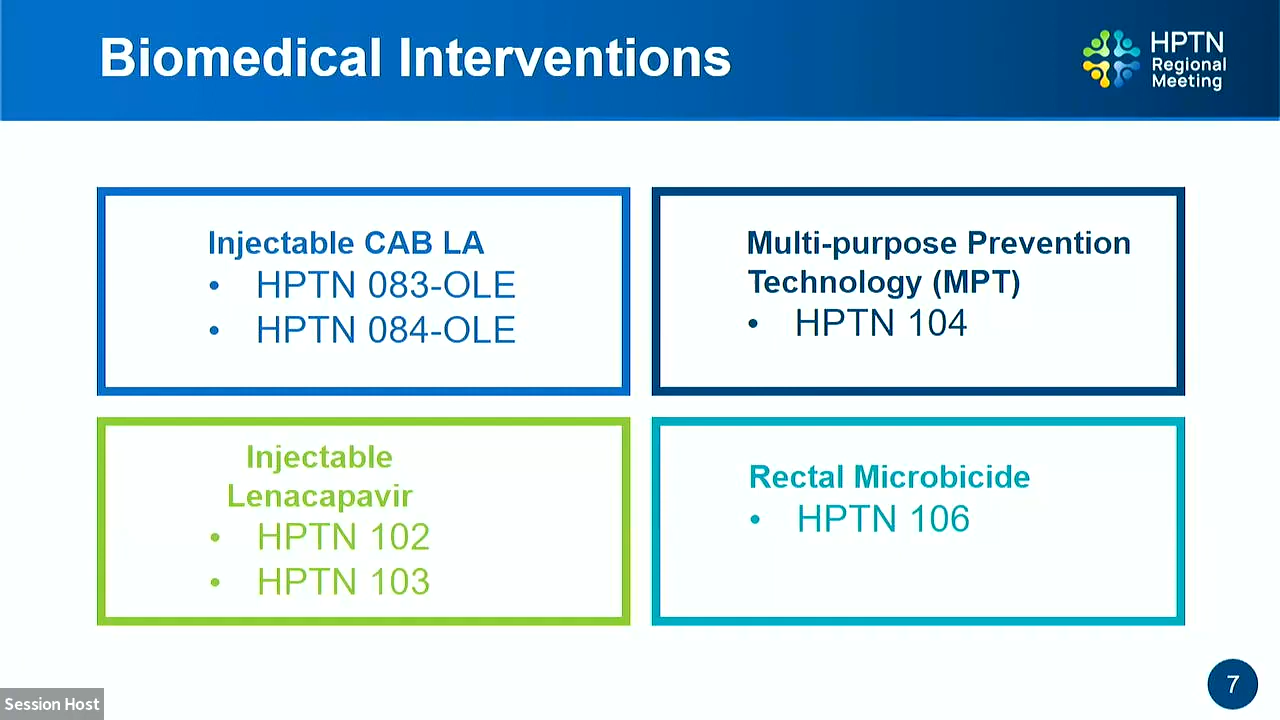 Biomedical Interventions
HPTN
Regional
Meeting
Injectable CAB LA
• HPTN 083-OLE
• HPTN 084-OLE
Multi-purpose Prevention
Technology (MPT)
• HPTN 104
Injectable
Lenacapavir
• HPTN 102
• HPTN 103
Rectal Microbicide
• HPTN 106
7
Session Host